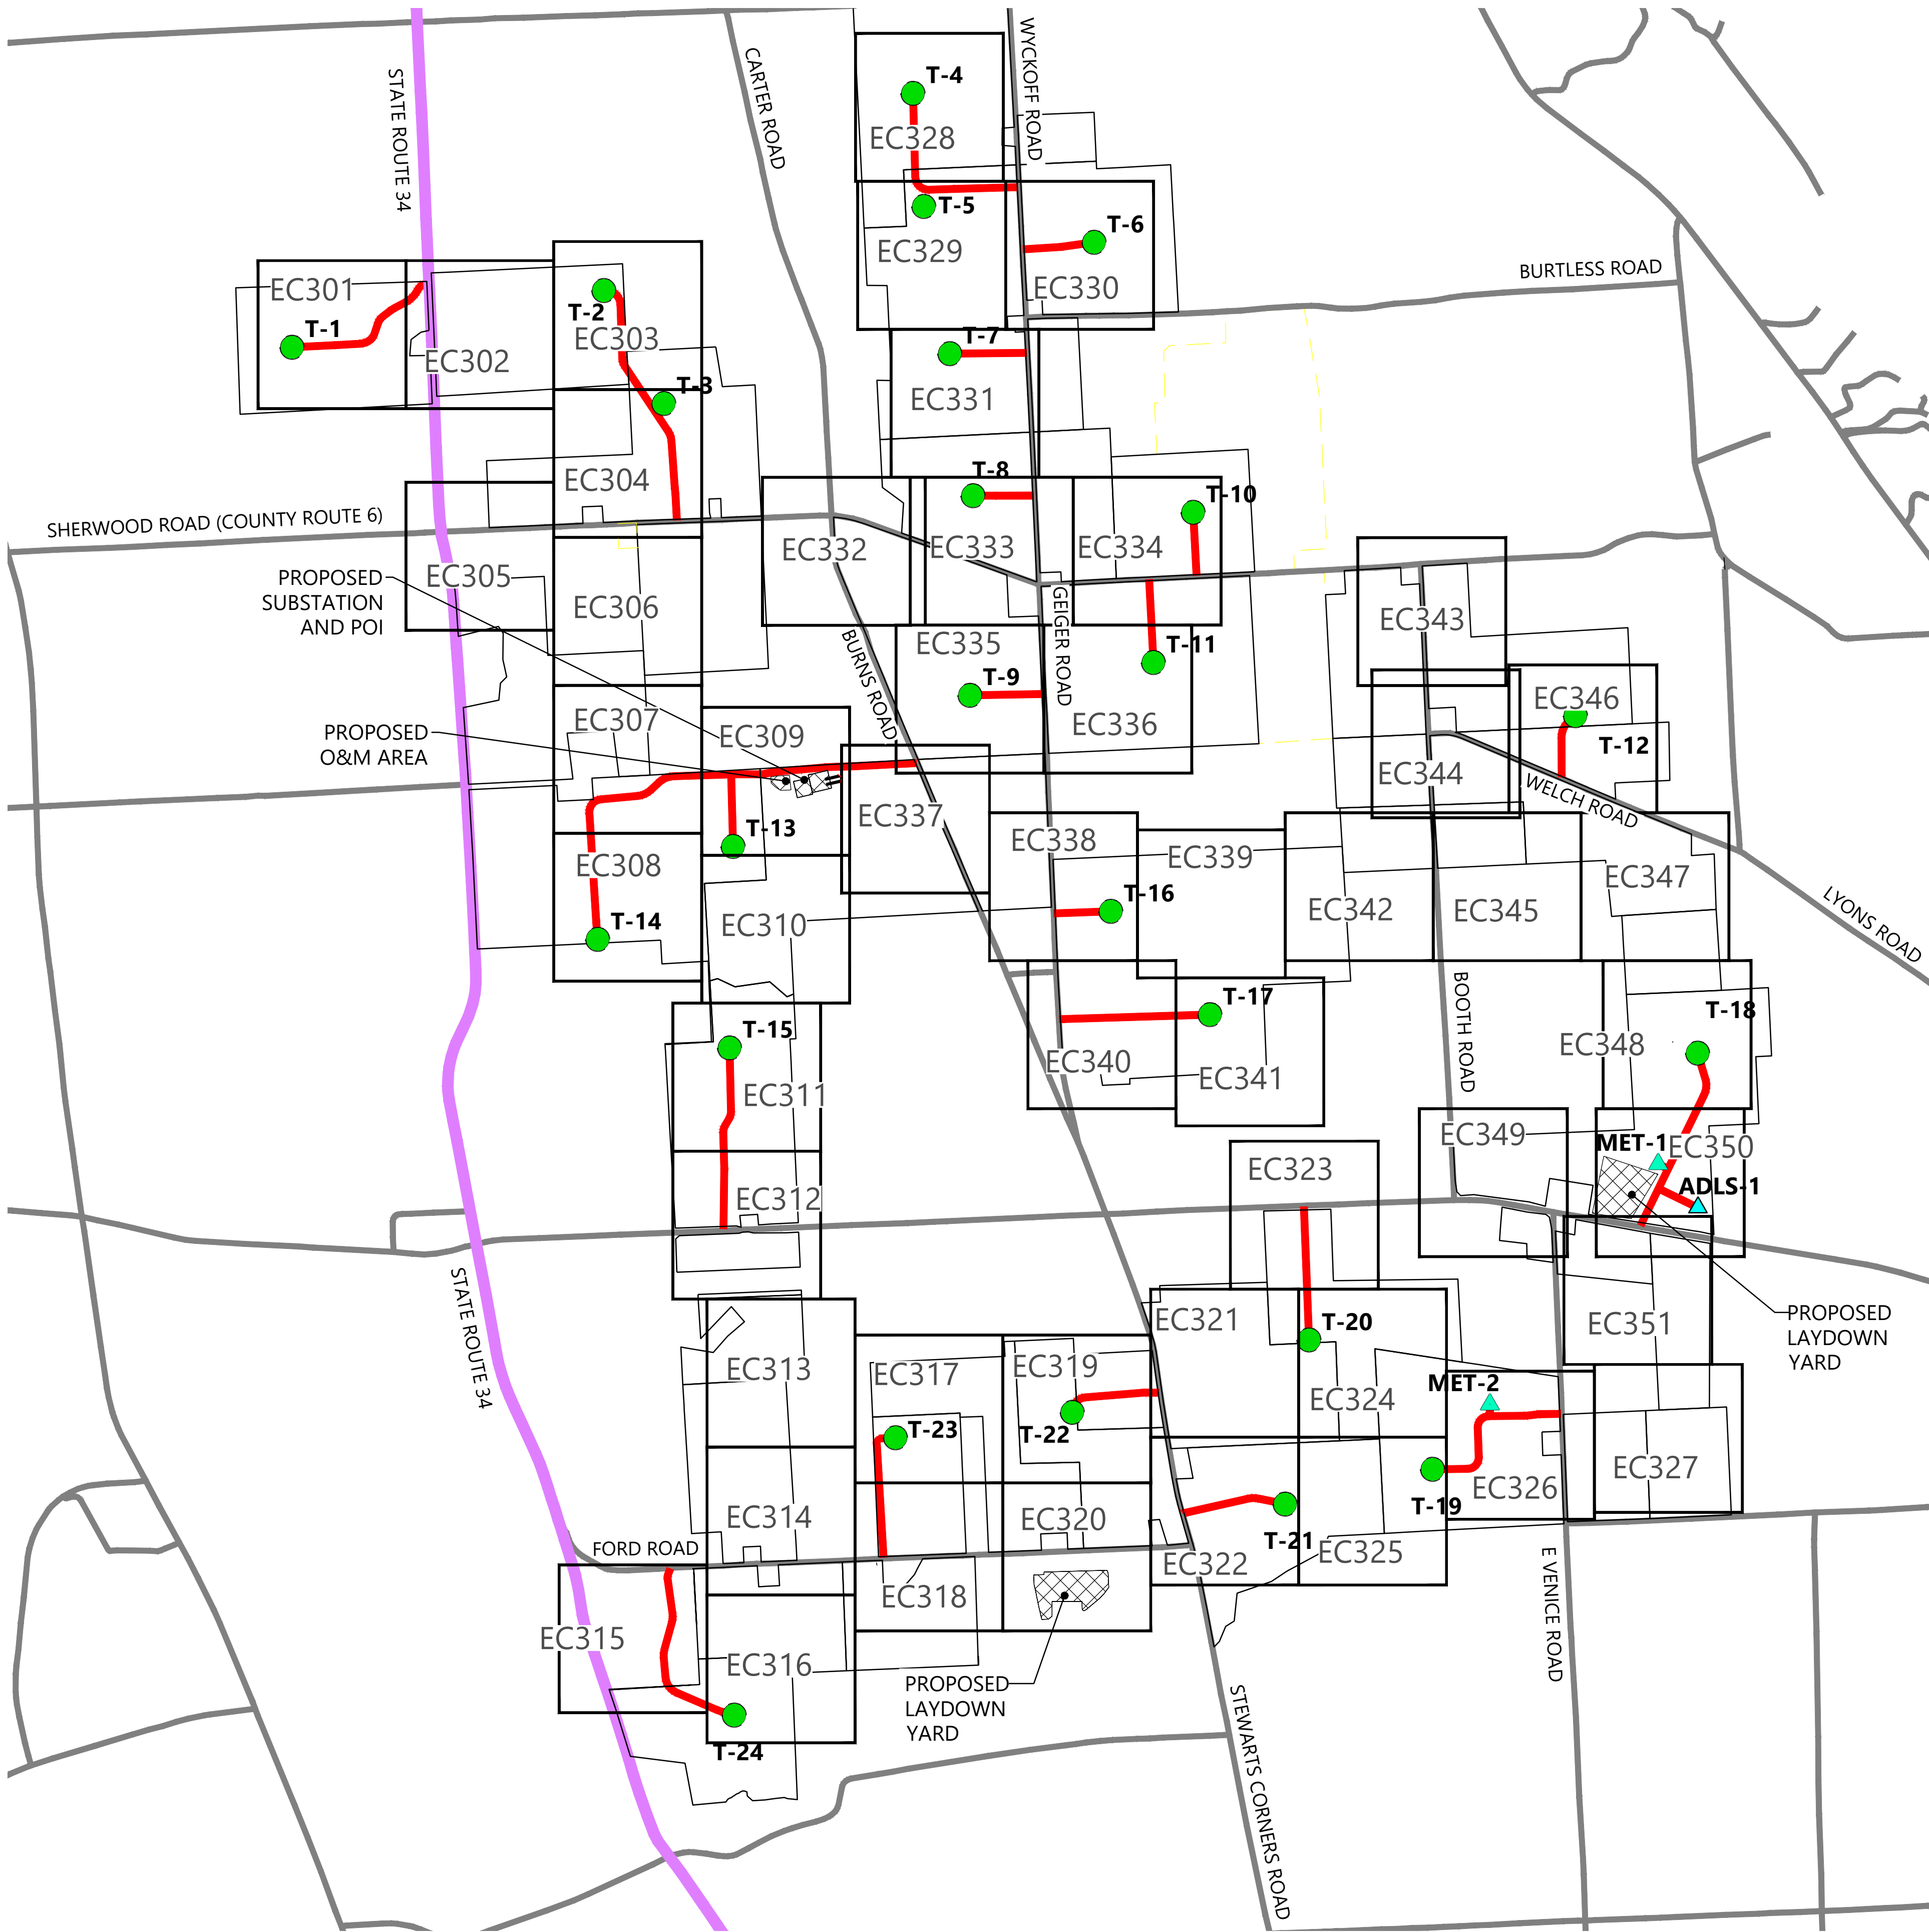 T-4
WYCKOFF ROAD
STATE ROUTE 34
CARTER ROAD
EC328
T-5
T-6
EC329
EC330
BURTLESS ROAD
EC301
T-1
EC302
T-2
EC303
T-7
EC331
T-3
EC304
T-8
T-10
SHERWOOD ROAD (COUNTY ROUTE 6)
EC332
EC333
EC334
EC305
PROPOSED
SUBSTATION
AND POI
EC306
EC343
GEIGER ROAD
BURNS ROAD
EC335
T-11
T-9
EC336
EC346
T-12
EC307
EC309
PROPOSED
O&M AREA
EC344
WELCH ROAD
EC337
T-13
EC338
EC339
EC308
T-14
EC310
T-16
EC342
EC345
EC347
LYONS ROAD
T-15
EC311
T-17
EC340
EC341
BOOTH ROAD
T-18
EC348
EC349
MET-1
EC350
ADLS-1
EC312
EC323
STATE ROUTE 34
EC321
T-20
EC351
PROPOSED
LAYDOWN
YARD
EC313
EC317
EC319
EC324
MET-2
T-23
T-22
EC314
EC320
EC326
EC327
T-19
T-21
EC325
EC322
FORD ROAD
EC318
EC315
EC316
T-24
PROPOSED
LAYDOWN
YARD
E VENICE ROAD
STEWARTS CORNERS ROAD